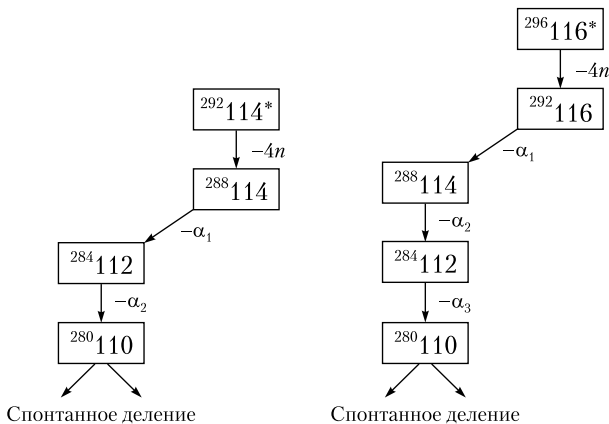 ²⁹²114*
–4n
²⁸⁸114
–α₁
²⁸⁴112
–α₂
²⁸⁰110
Спонтанное деление
²⁹⁶116*
–4n
²⁹²116
–α₁
²⁸⁸114
–α₂
²⁸⁴112
–α₃
²⁸⁰110
Спонтанное деление